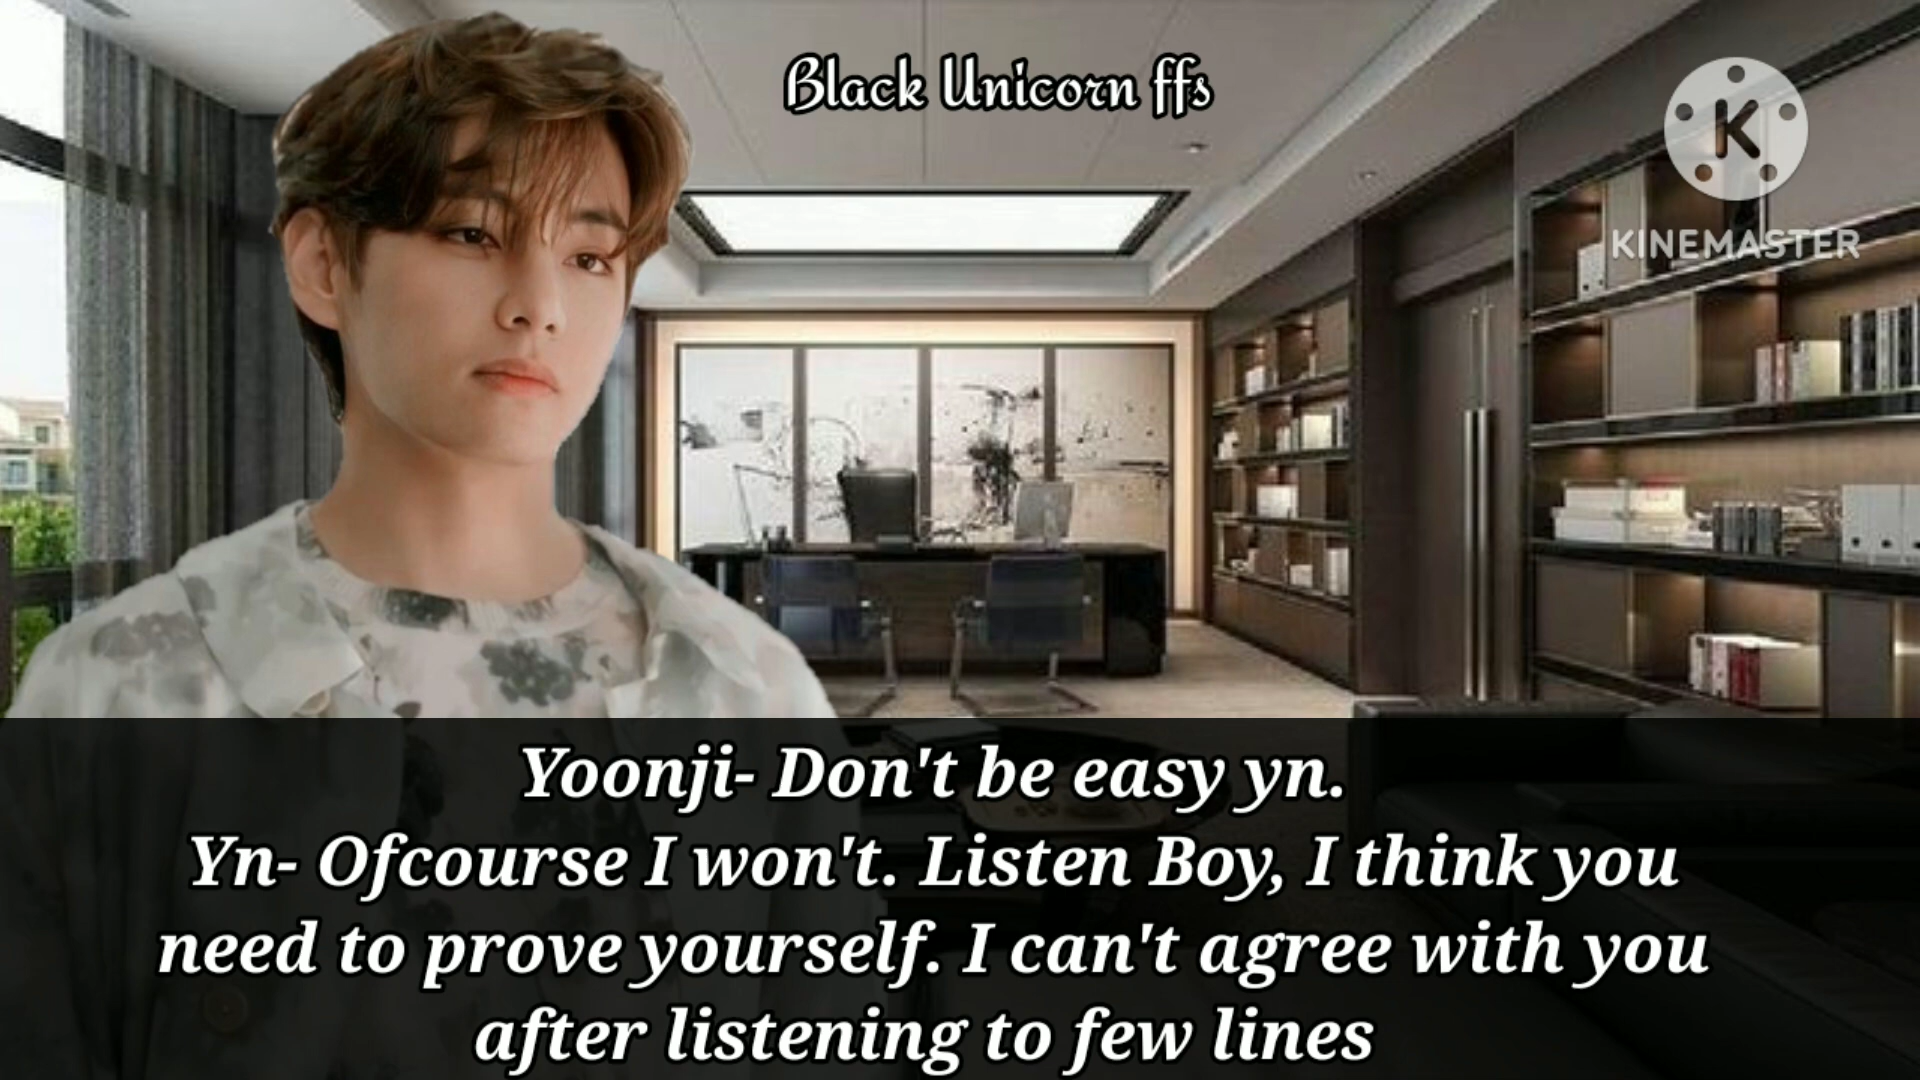 Black Unicorn ffs
K
KINEMASTER
Yoonji- Don't be easy yn.
Yn- Ofcourse I won't. Listen Boy, I think you
need to prove yourself. I can't agree with you
after listening to few lines